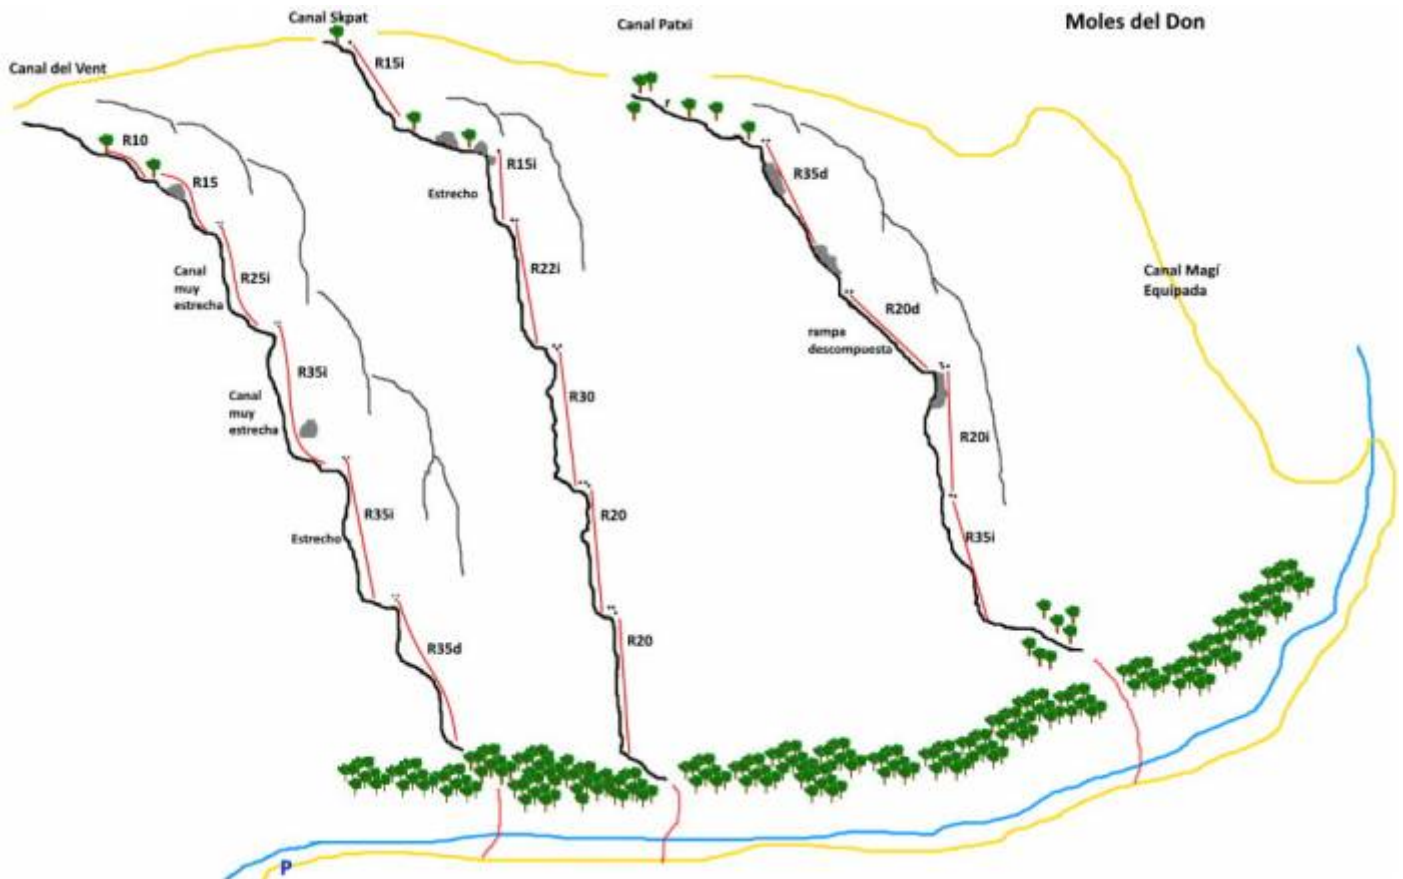 Moles del Don
Canal del Vent
R10
R15
Canal
muy
estrecha
R25i
R35i
Canal
muy
estrecha
R35i
Estrecho
R35d
Canal Skpat
R15i
R15i
Estrecho
R22i
R30
R20
R20
Canal Patxi
r
R35d
R20d
rampa
descompuesta
R20i
R35i
Canal Magí
Equipada
P